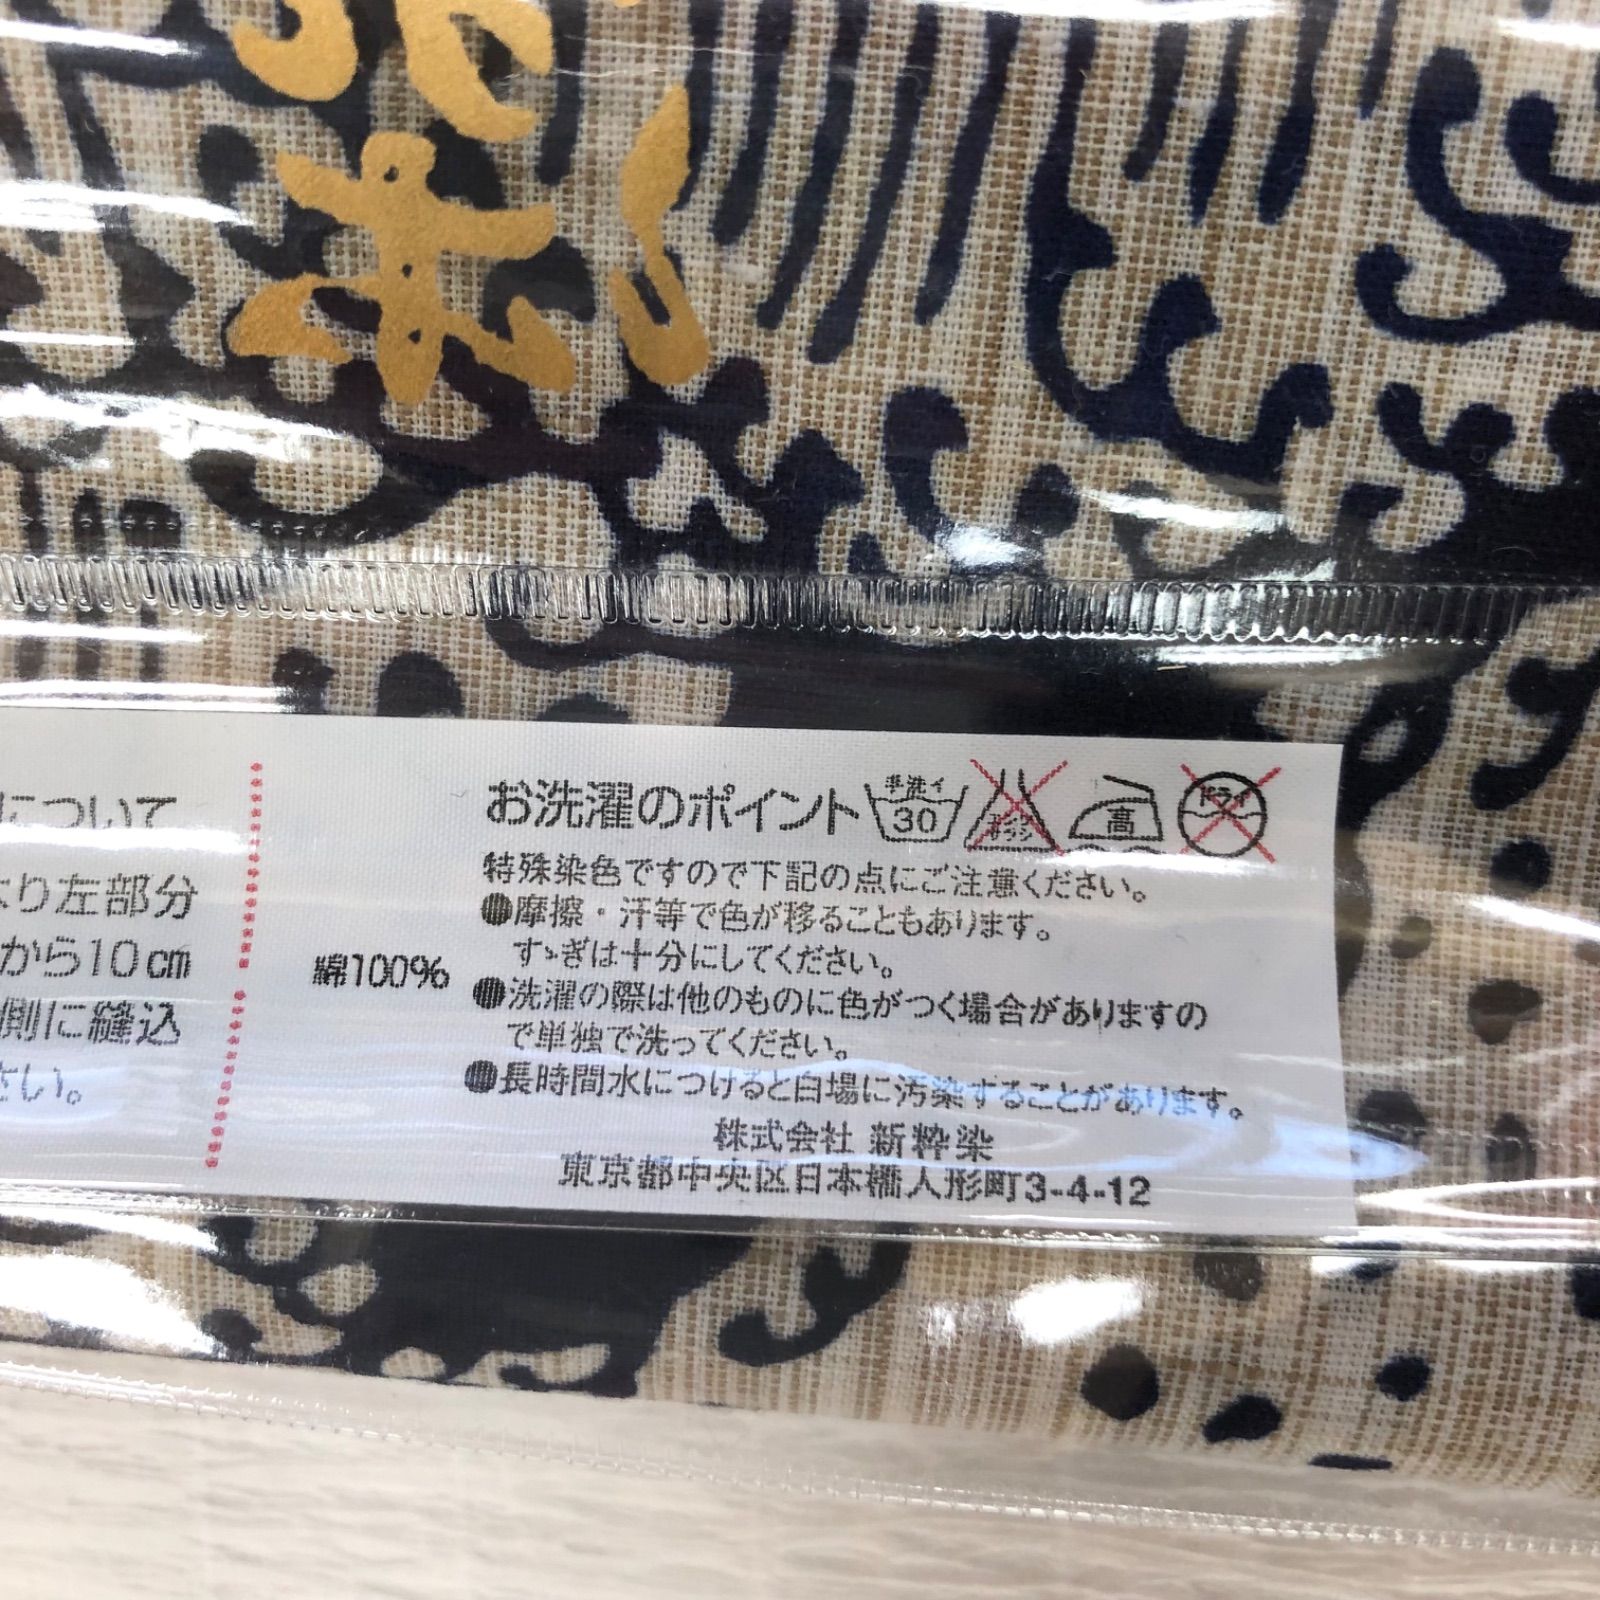 について
より左部分
から10cm
側に縫込
さい。
綿100%
お洗濯のポイント
手洗イ
30
高
ドライ
特殊染色ですので下記の点にご注意ください。
●摩擦・汗等で色が移ることもあります。
すゝぎは十分にしてください。
●洗濯の際は他のものに色がつく場合がありますの
で単独で洗ってください。
●長時間水につけると白場に汚染することがあります。
株式会社 新粋染
東京都中央区日本橋人形町3-4-12